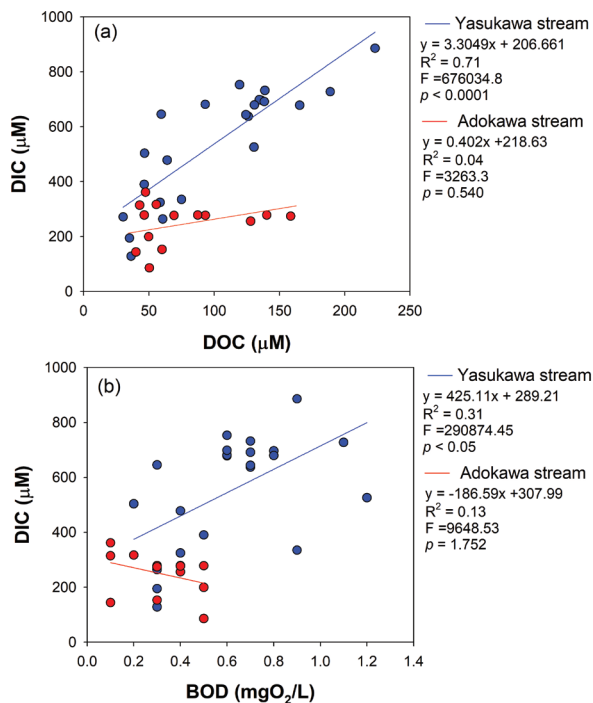 (a)
1000
800
600
400
200
0
DIC (μM)
0 50 100 150 200 250
DOC (μM)
Yasukawa stream
y = 3.3049x + 206.661
R² = 0.71
F =676034.8
p < 0.0001
Adokawa stream
y = 0.402x +218.63
R² = 0.04
F =3263.3
p = 0.540
(b)
1000
800
600
400
200
0
DIC (μM)
0.0 0.2 0.4 0.6 0.8 1.0 1.2 1.4
BOD (mgO₂/L)
Yasukawa stream
y = 425.11x + 289.21
R² = 0.31
F =290874.45
p < 0.05
Adokawa stream
y = -186.59x +307.99
R² = 0.13
F =9648.53
p = 1.752